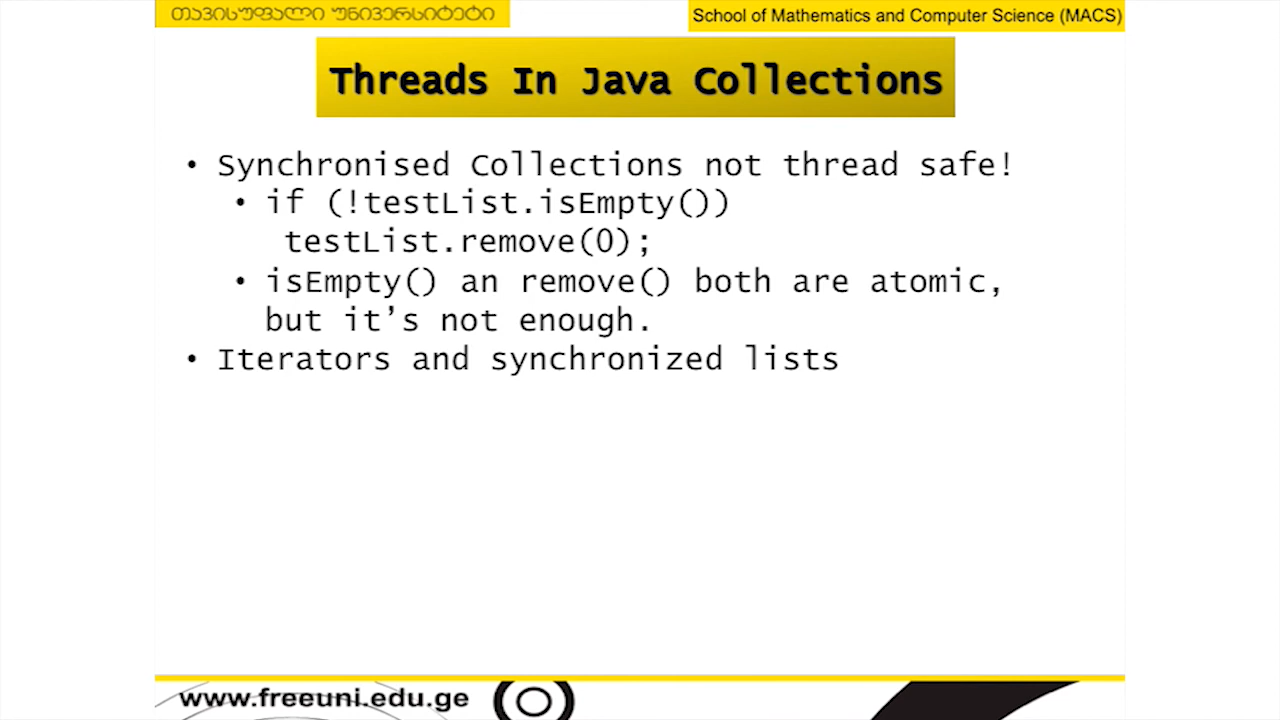 თავისუფალი უნივერსიტეტი
School of Mathematics and Computer Science (MACS)
Threads In Java Collections
• Synchronised Collections not thread safe!
• if (!testList.isEmpty())
testList.remove(0);
• isEmpty() an remove() both are atomic,
but it’s not enough.
• Iterators and synchronized lists
www.freeuni.edu.ge